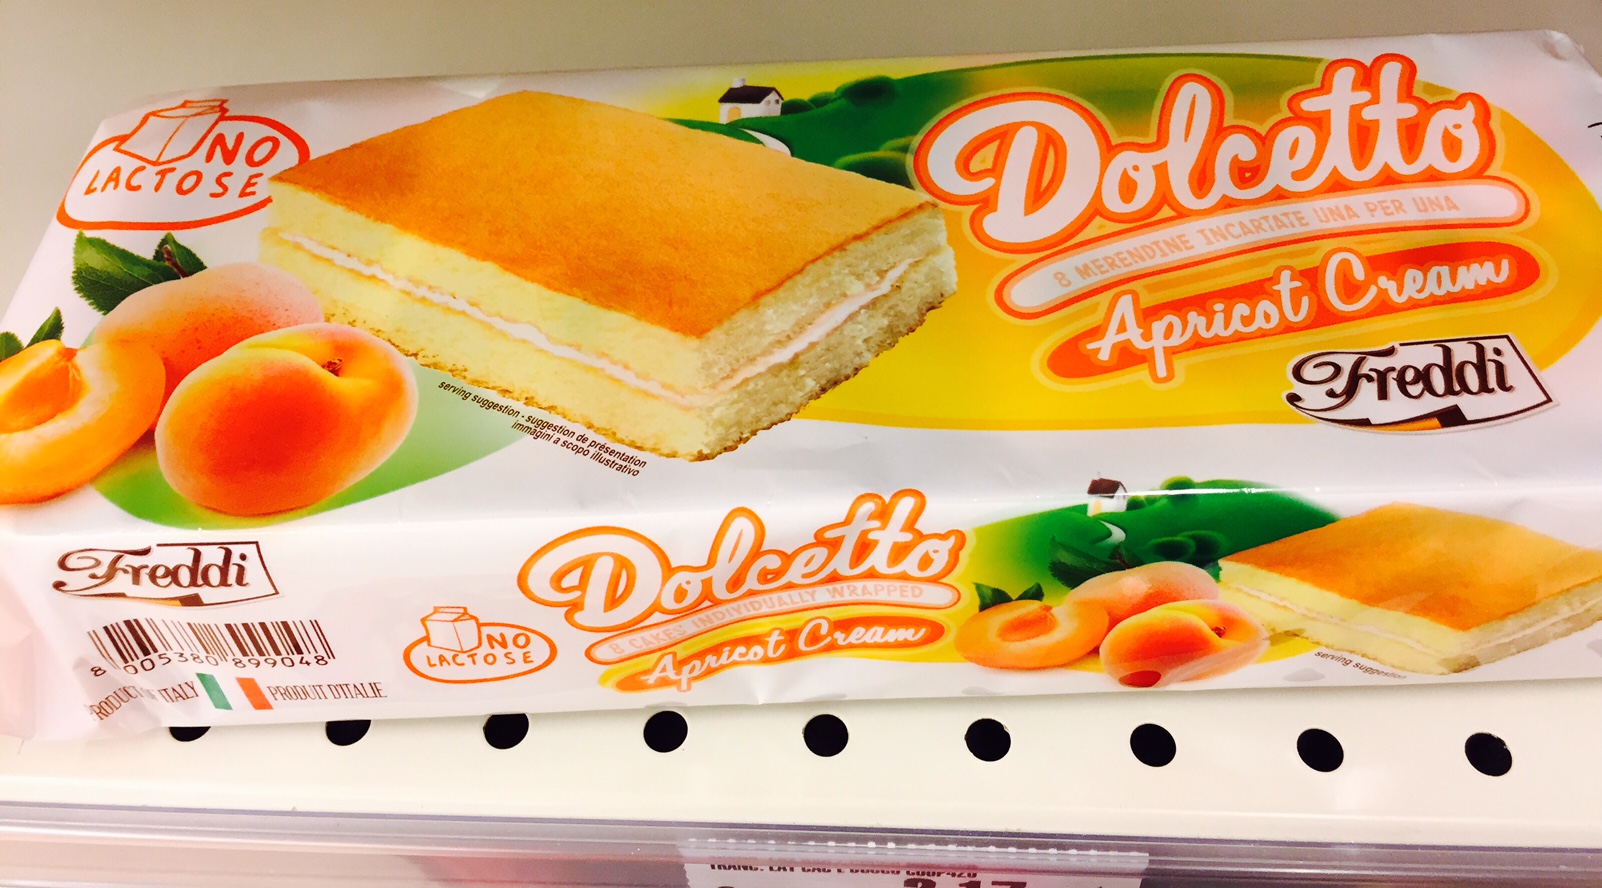 NO
LACTOSE
Dolcetto
8 MERENDINE INCARTATE UNA PER UNA
Apricot Cream
Freddi
serving suggestion - suggestion de présentation
immagini a scopo illustrativo
Freddi
8 005380 899048
ITALY PRODUIT D'ITALIE
NO
LACTOSE
Dolcetto
8 CAKES INDIVIDUALLY WRAPPED
Apricot Cream
serving suggestion